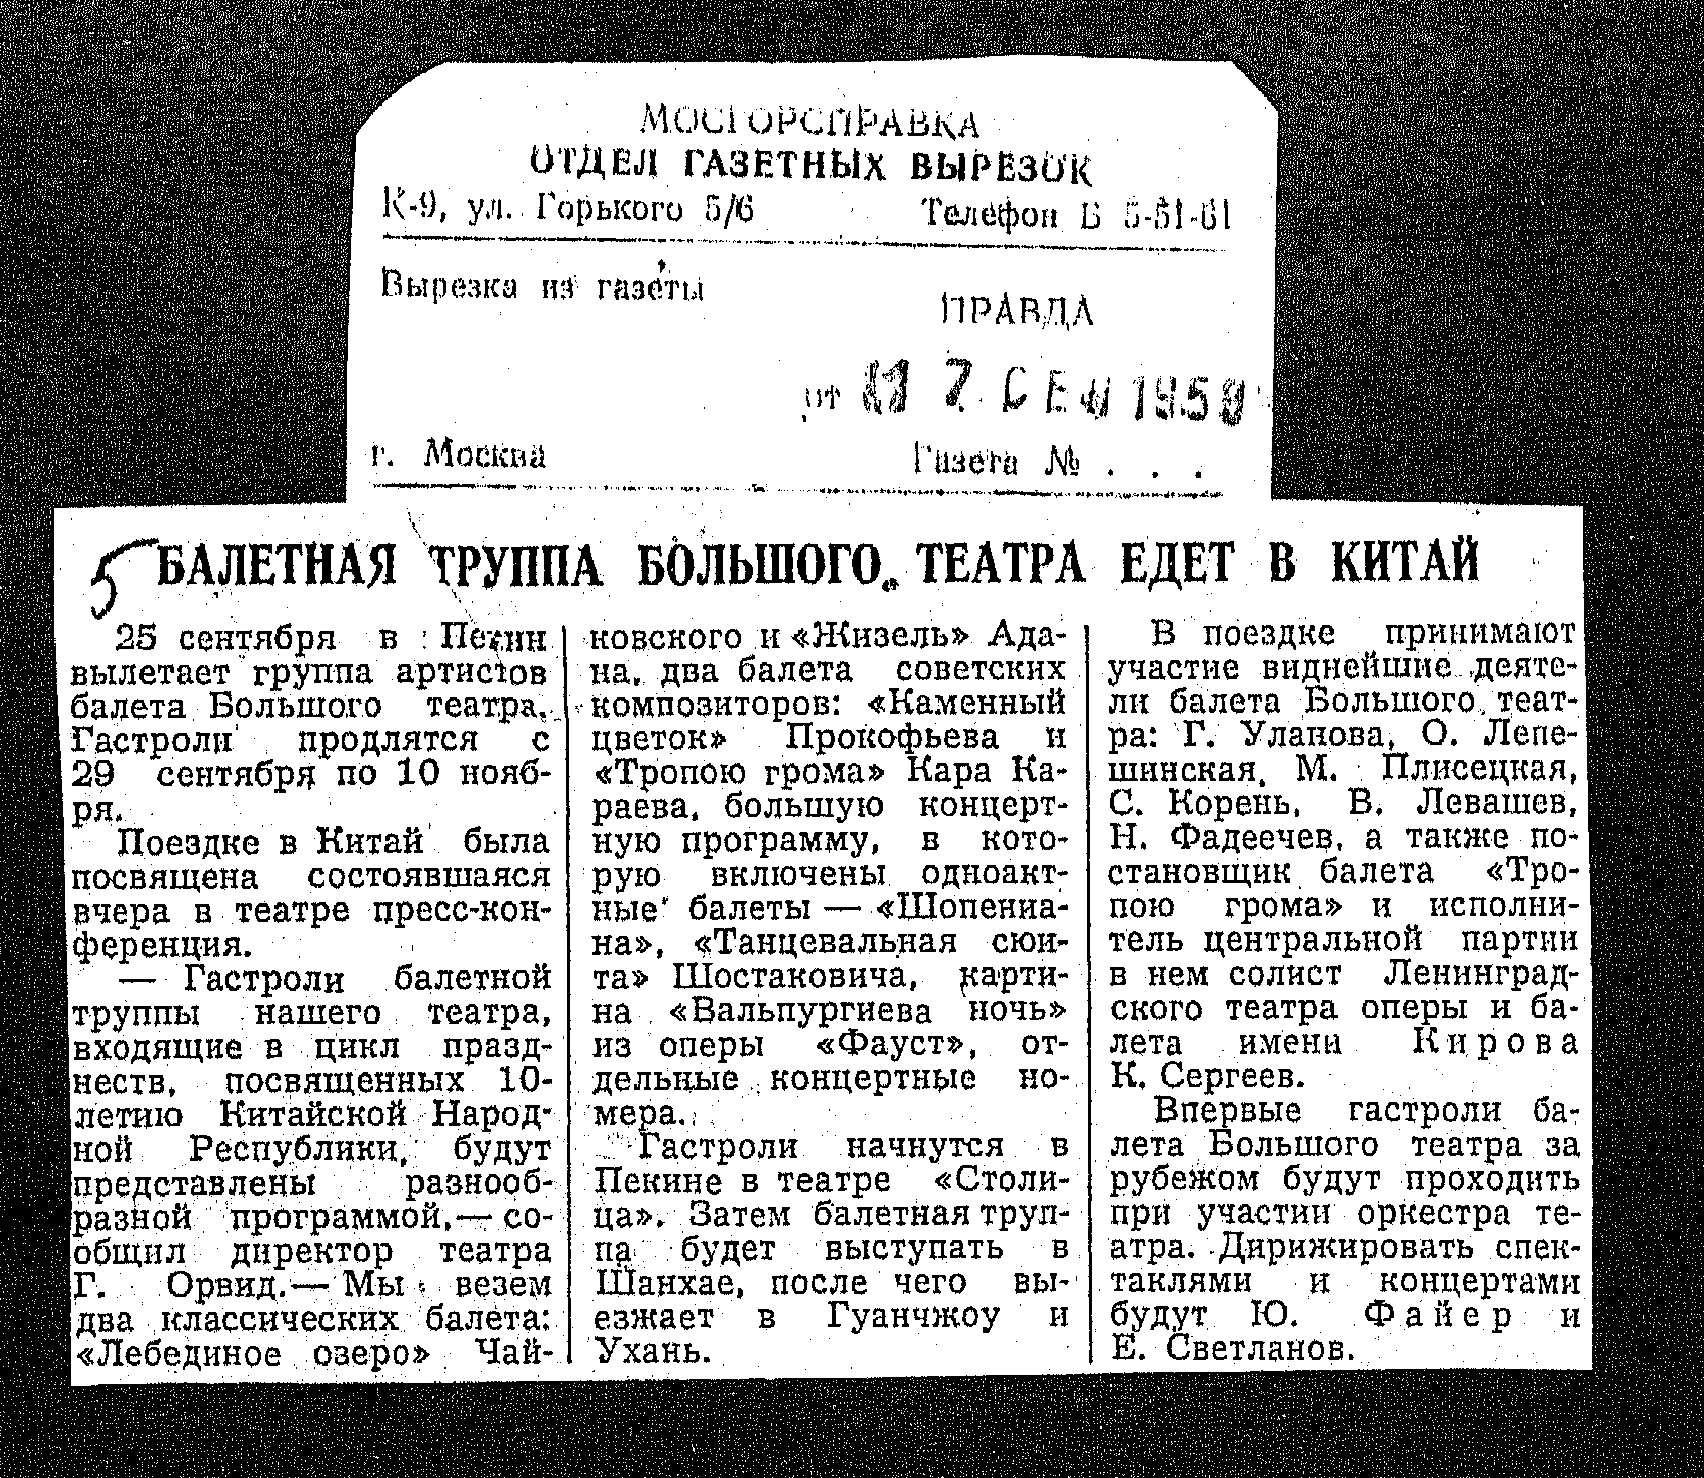 МОСГОРСПРАВКА
ОТДЕЛ ГАЗЕТНЫХ ВЫРЕЗОК
К-9, ул. Горького 5/6 Телефон Б 5-51-61
Вырезка из газеты
ПРАВДА
от 17 СЕН 1959
г. Москва Газета № . . .
5 БАЛЕТНАЯ ТРУППА БОЛЬШОГО ТЕАТРА ЕДЕТ В КИТАЙ
25 сентября в Пекин
вылетает группа артистов
балета Большого театра.
Гастроли продлятся с
29 сентября по 10 нояб-
ря.
Поездке в Китай была
посвящена состоявшаяся
вчера в театре пресс-кон-
ференция.
— Гастроли балетной
труппы нашего театра,
входящие в цикл празд-
неств, посвященных 10-
летию Китайской Народ-
ной Республики, будут
представлены разнооб-
разной программой,— со-
общил директор театра
Г. Орвид.— Мы везем
два классических балета:
«Лебединое озеро» Чай-
ковского и «Жизель» Ада-
на, два балета советских
композиторов: «Каменный
цветок» Прокофьева и
«Тропою грома» Кара Ка-
раева, большую концерт-
ную программу, в кото-
рую включены одноакт-
ные балеты — «Шопениа-
на», «Танцевальная сюи-
та» Шостаковича, карти-
на «Вальпургиева ночь»
из оперы «Фауст», от-
дельные концертные но-
мера.
Гастроли начнутся в
Пекине в театре «Столи-
ца». Затем балетная труп-
па будет выступать в
Шанхае, после чего вы-
езжает в Гуанчжоу и
Ухань.
В поездке принимают
участие виднейшие деяте-
ли балета Большого теат-
ра: Г. Уланова, О. Лепе-
шинская, М. Плисецкая,
С. Корень, В. Левашев,
Н. Фадеечев, а также по-
становщик балета «Тро-
пою грома» и исполни-
тель центральной партии
в нем солист Ленинград-
ского театра оперы и ба-
лета имени Кирова
К. Сергеев.
Впервые гастроли ба-
лета Большого театра за
рубежом будут проходить
при участии оркестра те-
атра. Дирижировать спек-
таклями и концертами
будут Ю. Файер и
Е. Светланов.